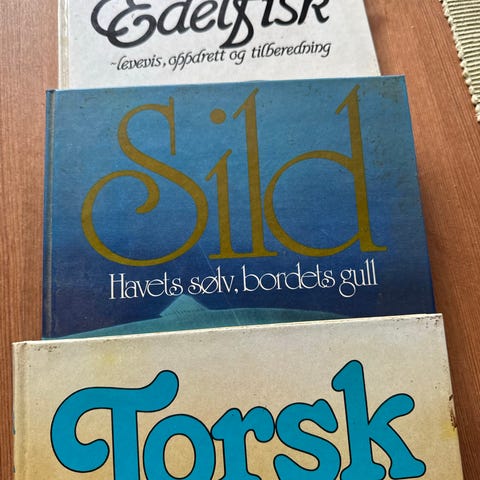 Edelfisk
~levevis, oppdrett og tilberedning
Sild
Havets sølv, bordets gull
Torsk